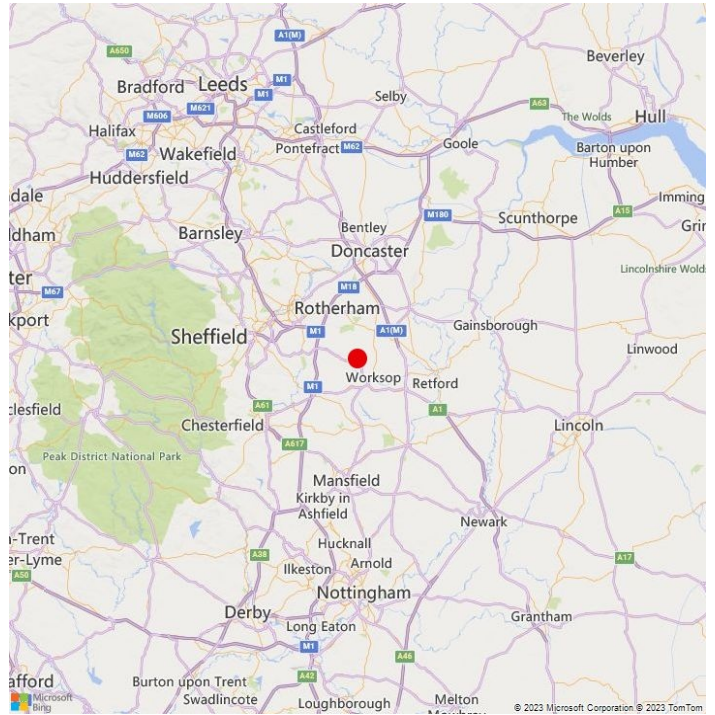 A1(M)
A650
Beverley
Bradford
Leeds
M1
Selby
M621
A63
The Wolds
Hull
M606
Halifax
Castleford
Goole
Barton upon
Humber
M62
Wakefield
Pontefract
M62
Huddersfield
dale
Imming
M180
Scunthorpe
A15
Bentley
Barnsley
Gri
ldham
Doncaster
Lincolnshire Wolds
ter
M67
M18
Rotherham
kport
M1
A1(M)
Gainsborough
Sheffield
Linwood
Worksop
Retford
M1
A61
A1
clesfield
Chesterfield
Lincoln
A617
Peak District National Park
on
Mansfield
Kirkby in
Ashfield
Newark
n-Trent
er-Lyme
Hucknall
A38
A17
Ilkeston
Arnold
A50
Nottingham
Derby
Grantham
Long Eaton
M1
A46
afford
A42
Burton upon Trent
Swadlincote
Loughborough
Melton
Microsoft
Bing
© 2023 Microsoft Corporation © 2023 TomTom